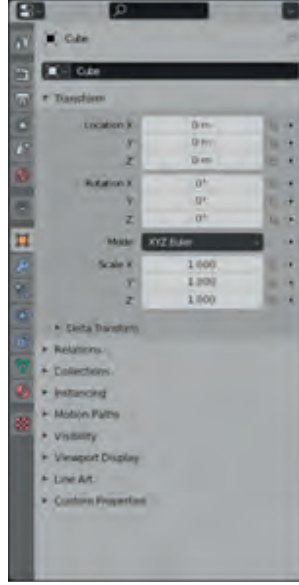 Cube
Cube
Transform
Location X 0 m
Y 0 m
Z 0 m
Rotation X 0°
Y 0°
Z 0°
Mode XYZ Euler
Scale X 1.000
Y 1.000
Z 1.000
Delta Transform
Relations
Collections
Instancing
Motion Paths
Visibility
Viewport Display
Line Art
Custom Properties